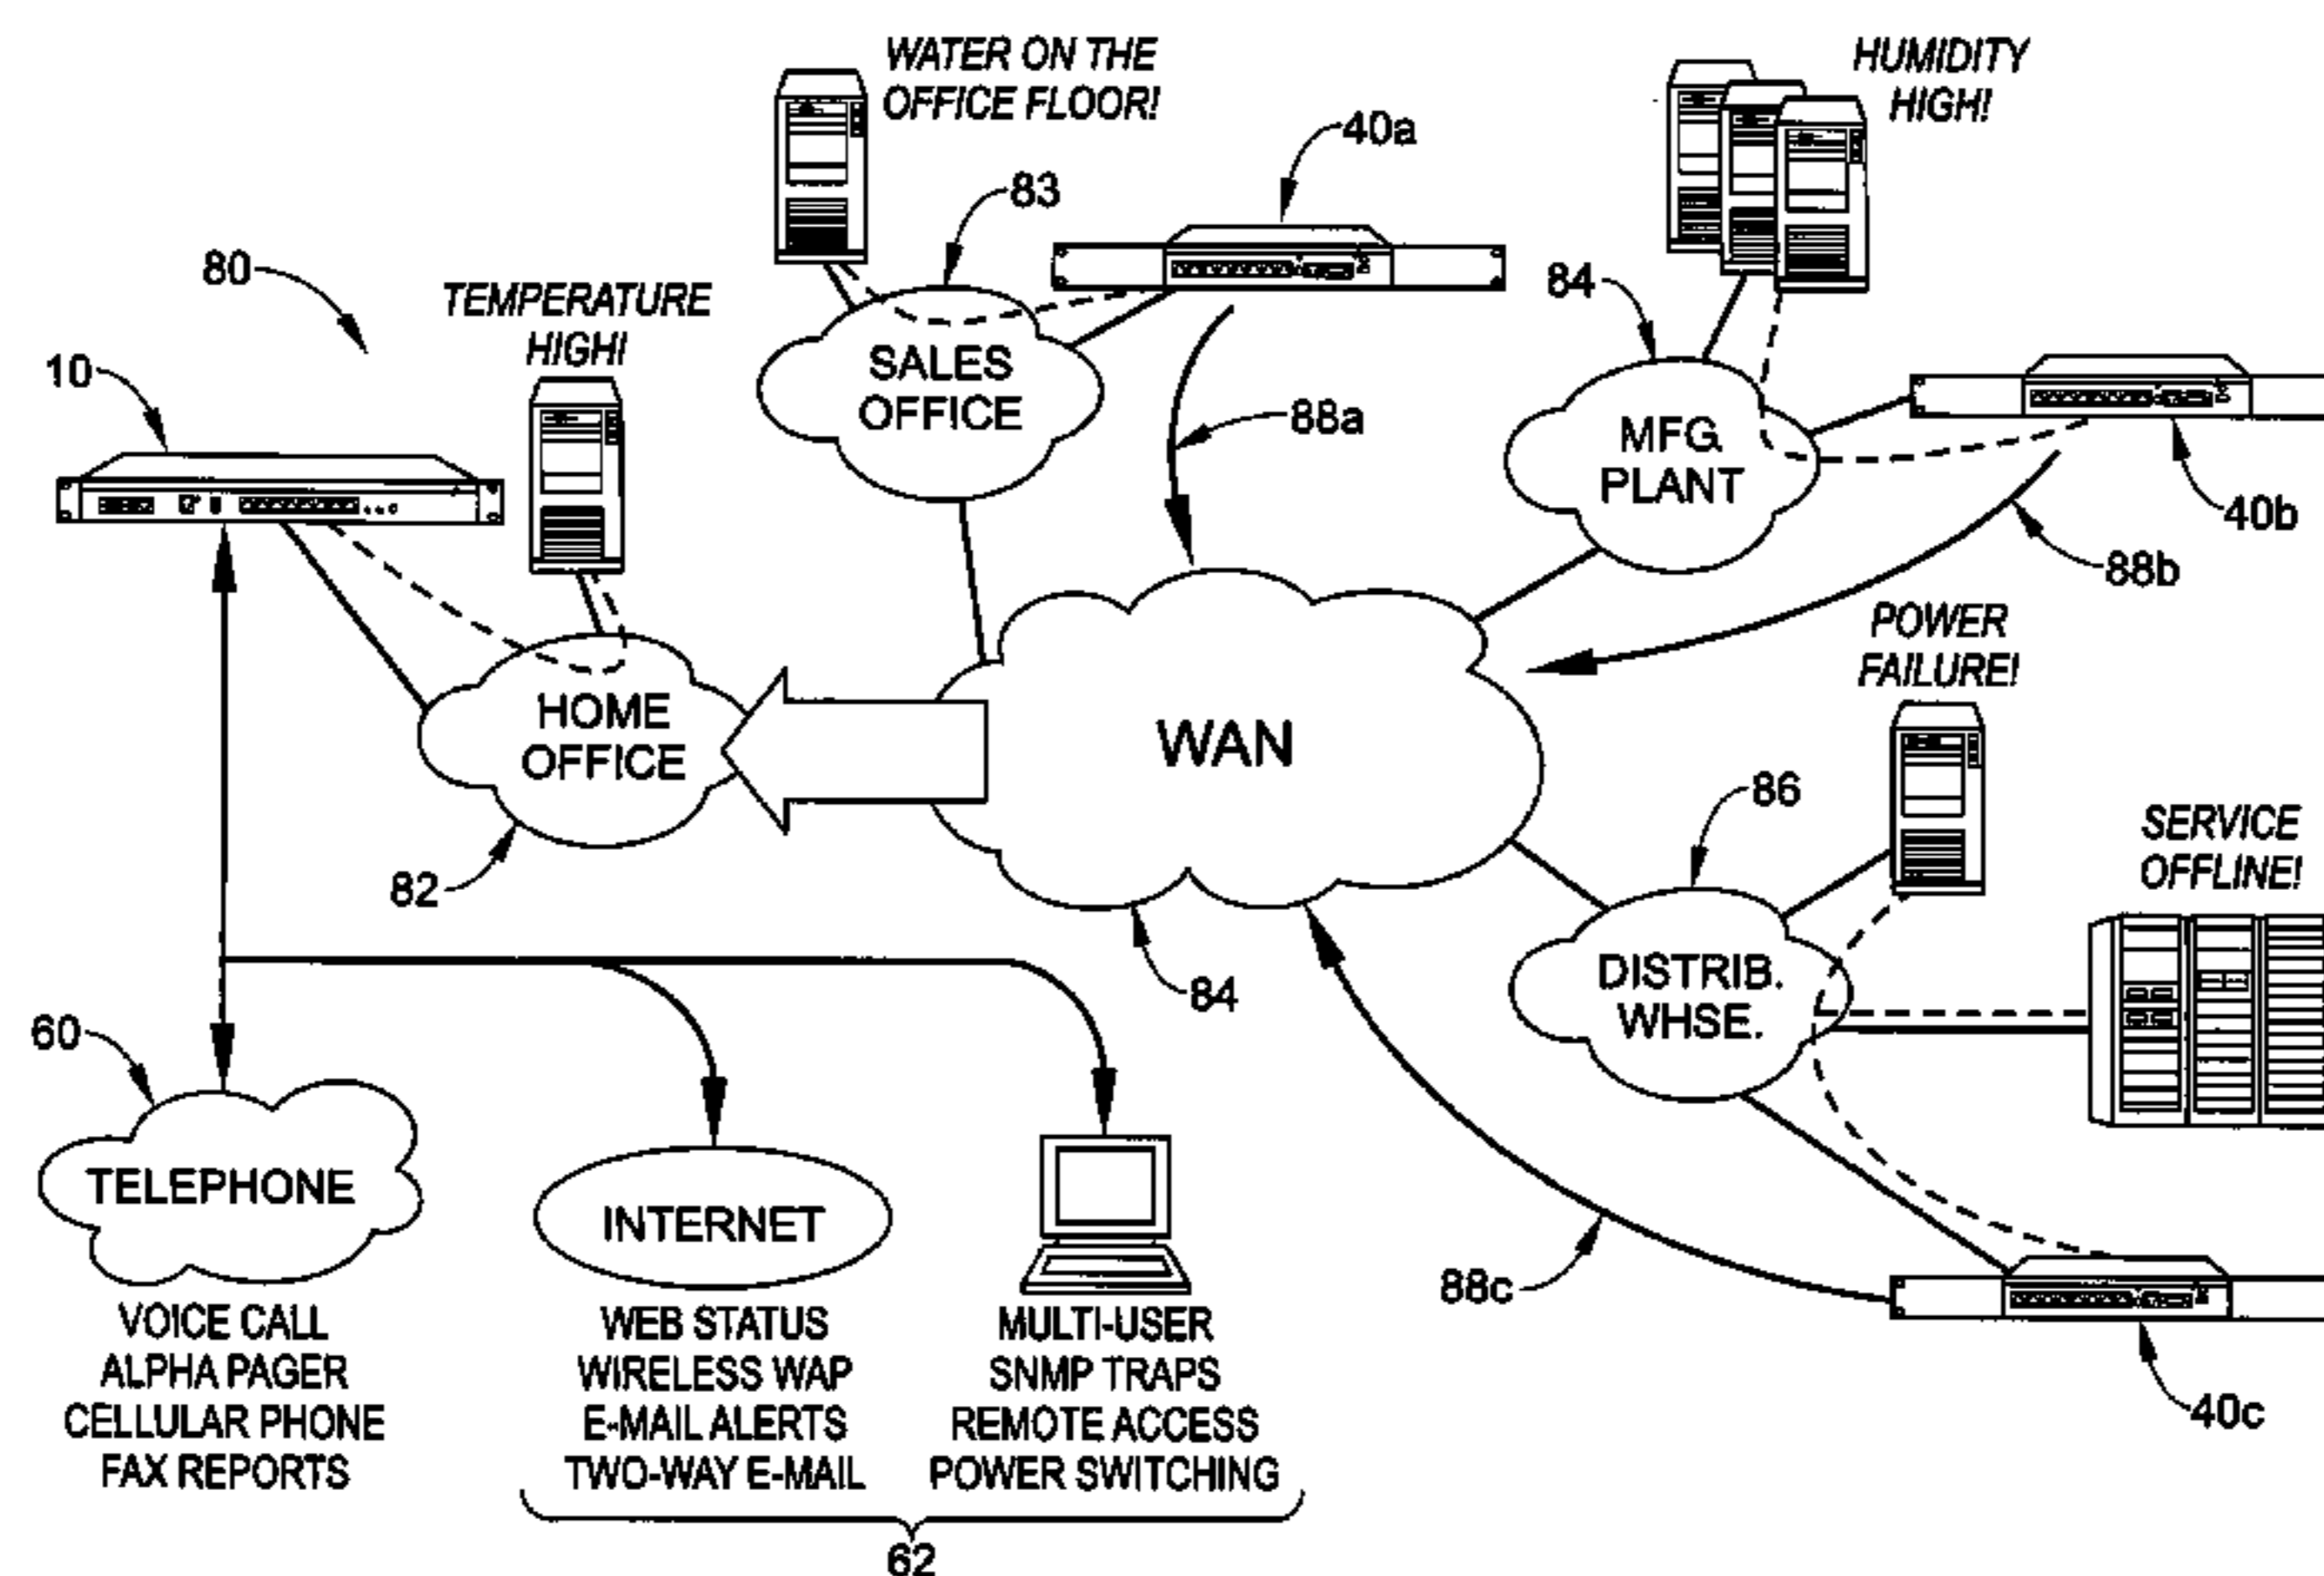 WATER ON THE
OFFICE FLOOR!
HUMIDITY
HIGH!
40a
83
80
TEMPERATURE
HIGH!
84
10
SALES
OFFICE
88a
MFG.
PLANT
40b
88b
POWER
FAILURE!
HOME
OFFICE
WAN
86
SERVICE
OFFLINE!
82
84
DISTRIB.
WHSE.
60
TELEPHONE
INTERNET
88c
40c
VOICE CALL
ALPHA PAGER
CELLULAR PHONE
FAX REPORTS
WEB STATUS
WIRELESS WAP
E-MAIL ALERTS
TWO-WAY E-MAIL
MULTI-USER
SNMP TRAPS
REMOTE ACCESS
POWER SWITCHING
62